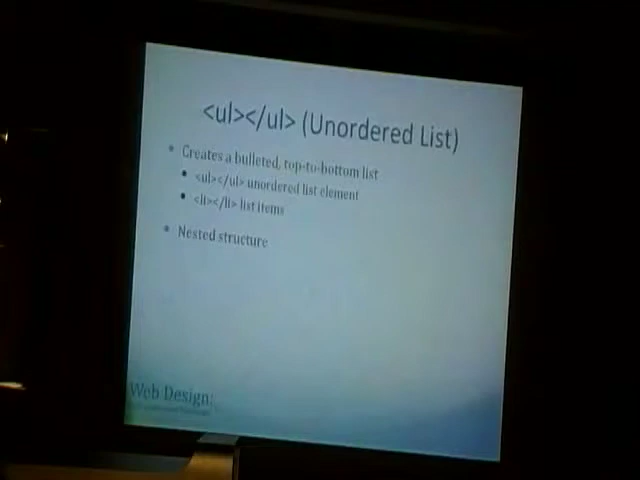 <ul></ul> (Unordered List)
• Creates a bulleted, top-to-bottom list
• <ul></ul> unordered list element
• <li></li> list items
• Nested structure
Web Design: